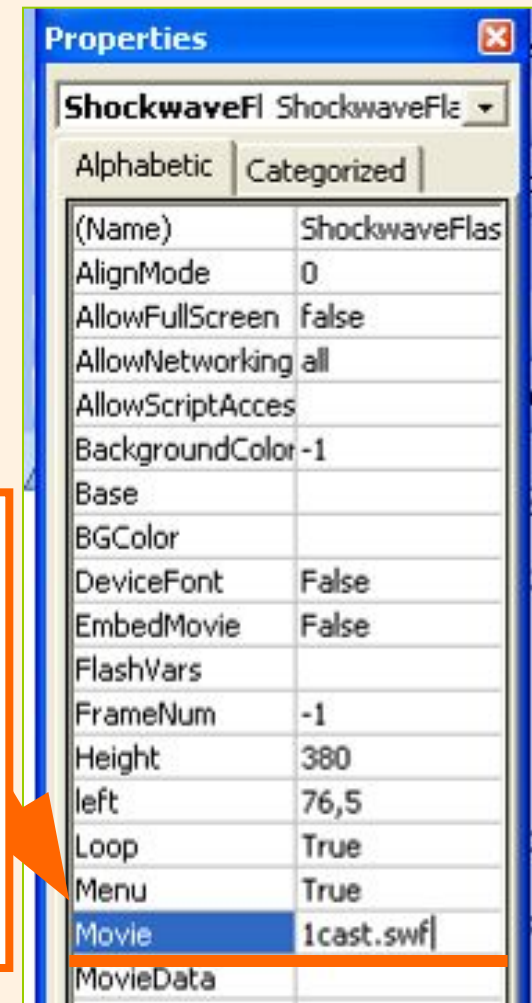 Properties
ShockwaveFl ShockwaveFla
Alphabetic Categorized
(Name) ShockwaveFlas
AlignMode 0
AllowFullScreen false
AllowNetworking all
AllowScriptAcces
BackgroundColor -1
Base
BGColor
DeviceFont False
EmbedMovie False
FlashVars
FrameNum -1
Height 380
left 76,5
Loop True
Menu True
Movie 1cast.swf
MovieData